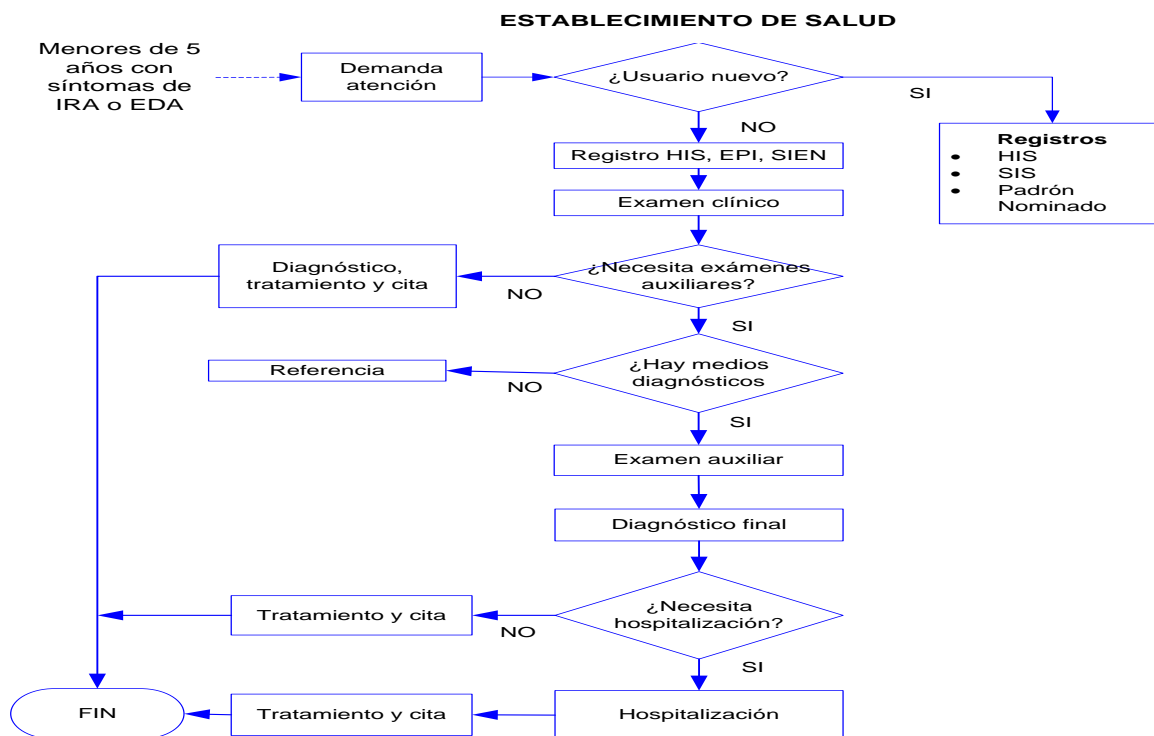 ESTABLECIMIENTO DE SALUD
Menores de 5
años con
síntomas de
IRA o EDA
Demanda
atención
¿Usuario nuevo?
SI
NO
Registros
• HIS
• SIS
• Padrón
Nominado
Registro HIS, EPI, SIEN
Examen clínico
¿Necesita exámenes
auxiliares?
NO
Diagnóstico,
tratamiento y cita
SI
¿Hay medios
diagnósticos
NO
Referencia
SI
Examen auxiliar
Diagnóstico final
¿Necesita
hospitalización?
NO
Tratamiento y cita
SI
Hospitalización
Tratamiento y cita
FIN